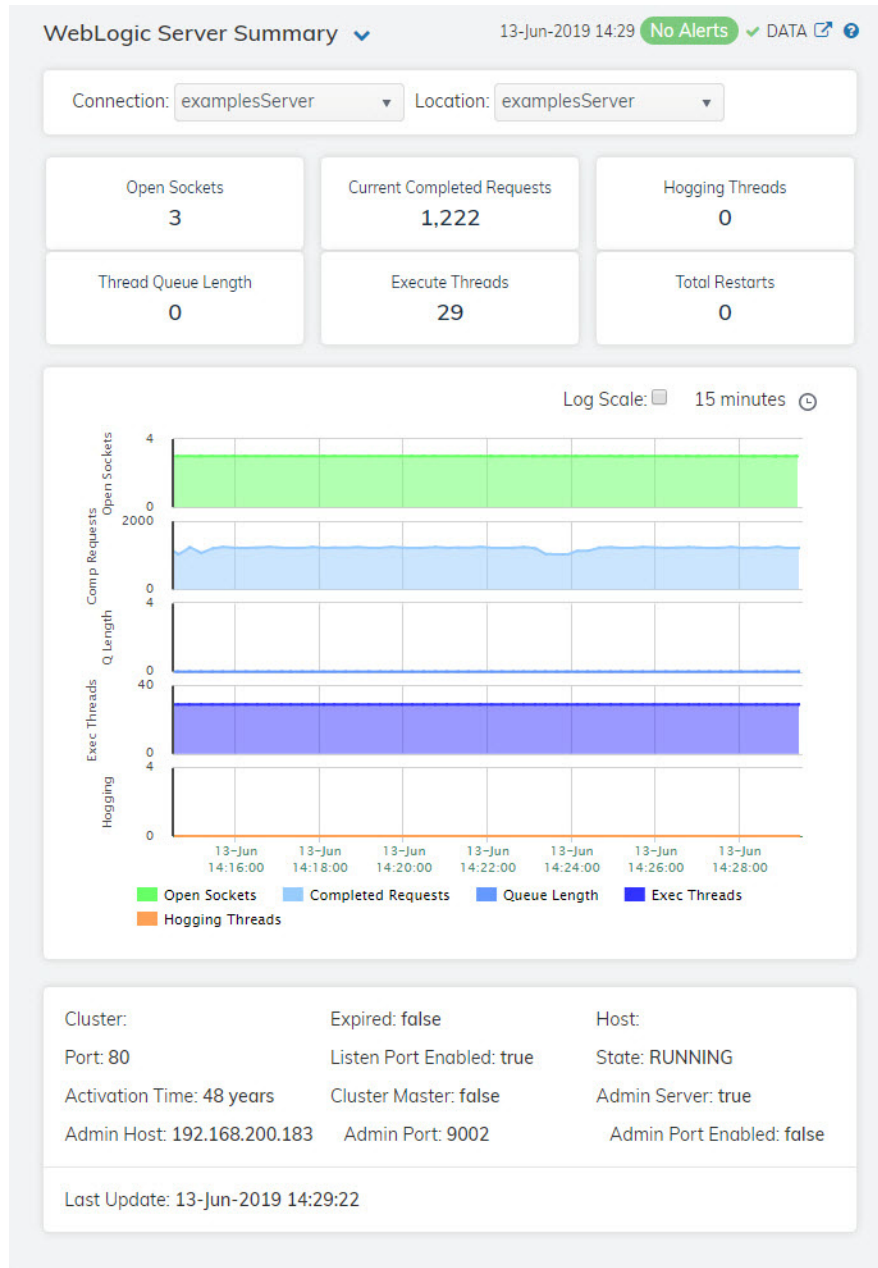 WebLogic Server Summary 13-Jun-2019 14:29 No Alerts DATA
Connection: examplesServer Location: examplesServer
Open Sockets Current Completed Requests Hogging Threads
3 1,222 0
Thread Queue Length Execute Threads Total Restarts
0 29 0
Log Scale: 15 minutes
Open Sockets
4
0
Comp Requests
2000
0
Q Length
4
0
Exec Threads
40
0
Hogging
4
0
13-Jun 13-Jun 13-Jun 13-Jun 13-Jun 13-Jun 13-Jun
14:16:00 14:18:00 14:20:00 14:22:00 14:24:00 14:26:00 14:28:00
Open Sockets Completed Requests Queue Length Exec Threads
Hogging Threads
Cluster: Expired: false Host:
Port: 80 Listen Port Enabled: true State: RUNNING
Activation Time: 48 years Cluster Master: false Admin Server: true
Admin Host: 192.168.200.183 Admin Port: 9002 Admin Port Enabled: false
Last Update: 13-Jun-2019 14:29:22